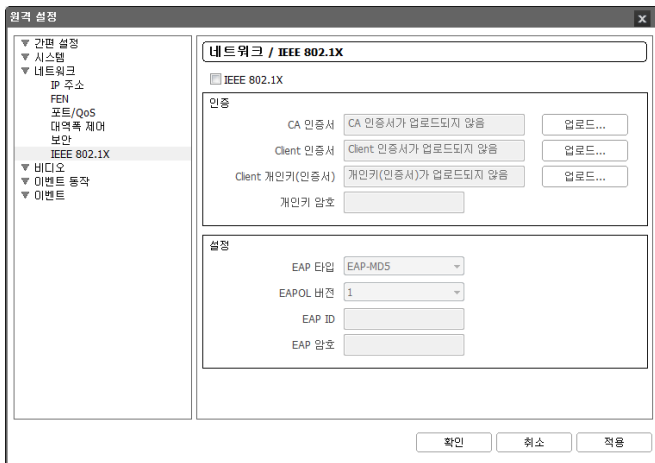 원격 설정
x
간편 설정
시스템
네트워크
IP 주소
FEN
포트/QoS
대역폭 제어
보안
IEEE 802.1X
비디오
이벤트 동작
이벤트
네트워크 / IEEE 802.1X
IEEE 802.1X
인증
CA 인증서 CA 인증서가 업로드되지 않음 업로드...
Client 인증서 Client 인증서가 업로드되지 않음 업로드...
Client 개인키(인증서) 개인키(인증서)가 업로드되지 않음 업로드...
개인키 암호
설정
EAP 타입 EAP-MD5
EAPOL 버전 1
EAP ID
EAP 암호
확인 취소 적용